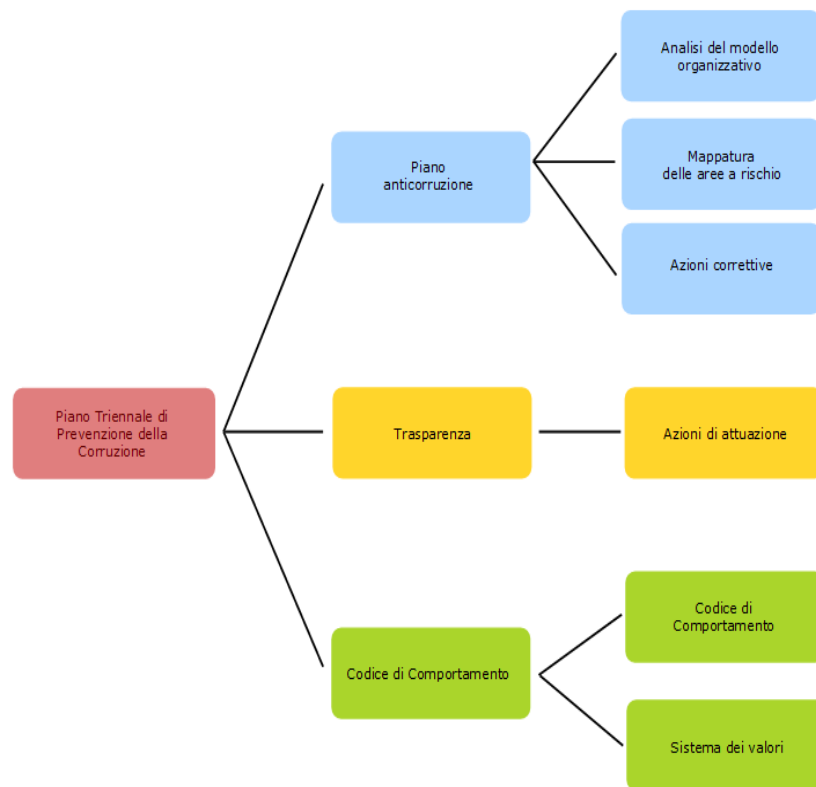 Analisi del modello
organizzativo
Piano
anticorruzione
Mappatura
delle aree a rischio
Azioni correttive
Piano Triennale di
Prevenzione della
Corruzione
Trasparenza
Azioni di attuazione
Codice di Comportamento
Codice di
Comportamento
Sistema dei valori